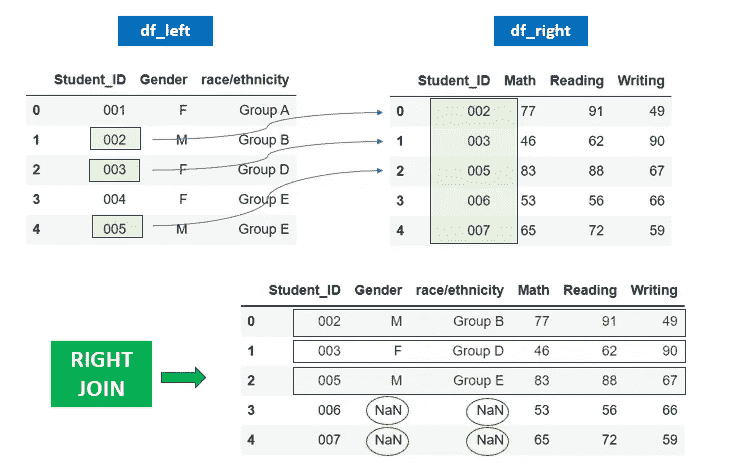 df_left
df_right
Student_ID Gender race/ethnicity
0 001 F Group A
1 002 M Group B
2 003 F Group D
3 004 F Group E
4 005 M Group E
Student_ID Math Reading Writing
0 002 77 91 49
1 003 46 62 90
2 005 83 88 67
3 006 53 56 66
4 007 65 72 59
RIGHT
JOIN
Student_ID Gender race/ethnicity Math Reading Writing
0 002 M Group B 77 91 49
1 003 F Group D 46 62 90
2 005 M Group E 83 88 67
3 006 NaN NaN 53 56 66
4 007 NaN NaN 65 72 59